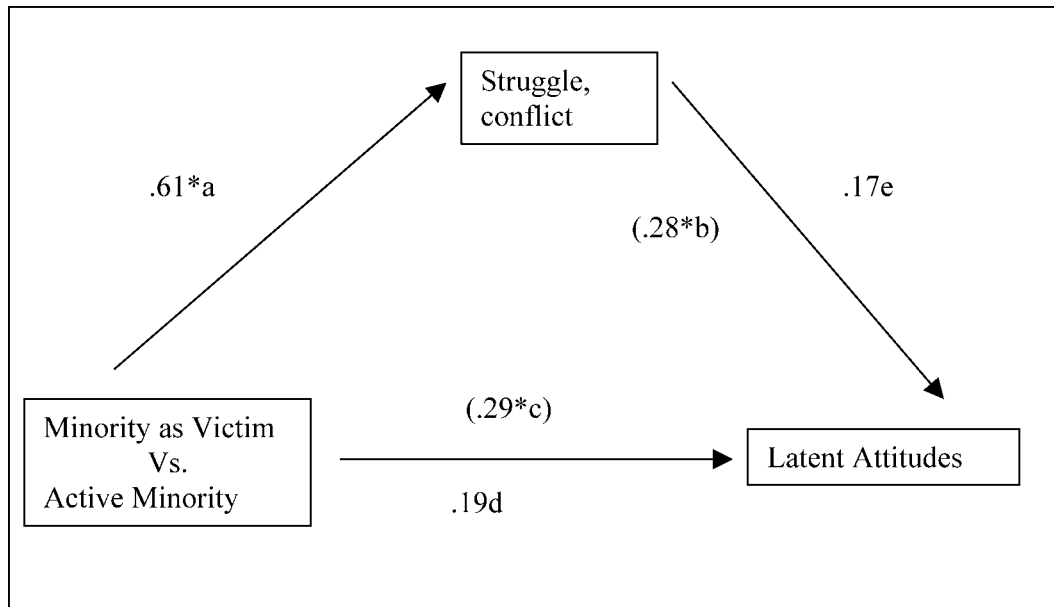 Struggle,
conflict
.61*a
.17e
(.28*b)
(.29*c)
Minority as Victim
Vs.
Active Minority
Latent Attitudes
.19d